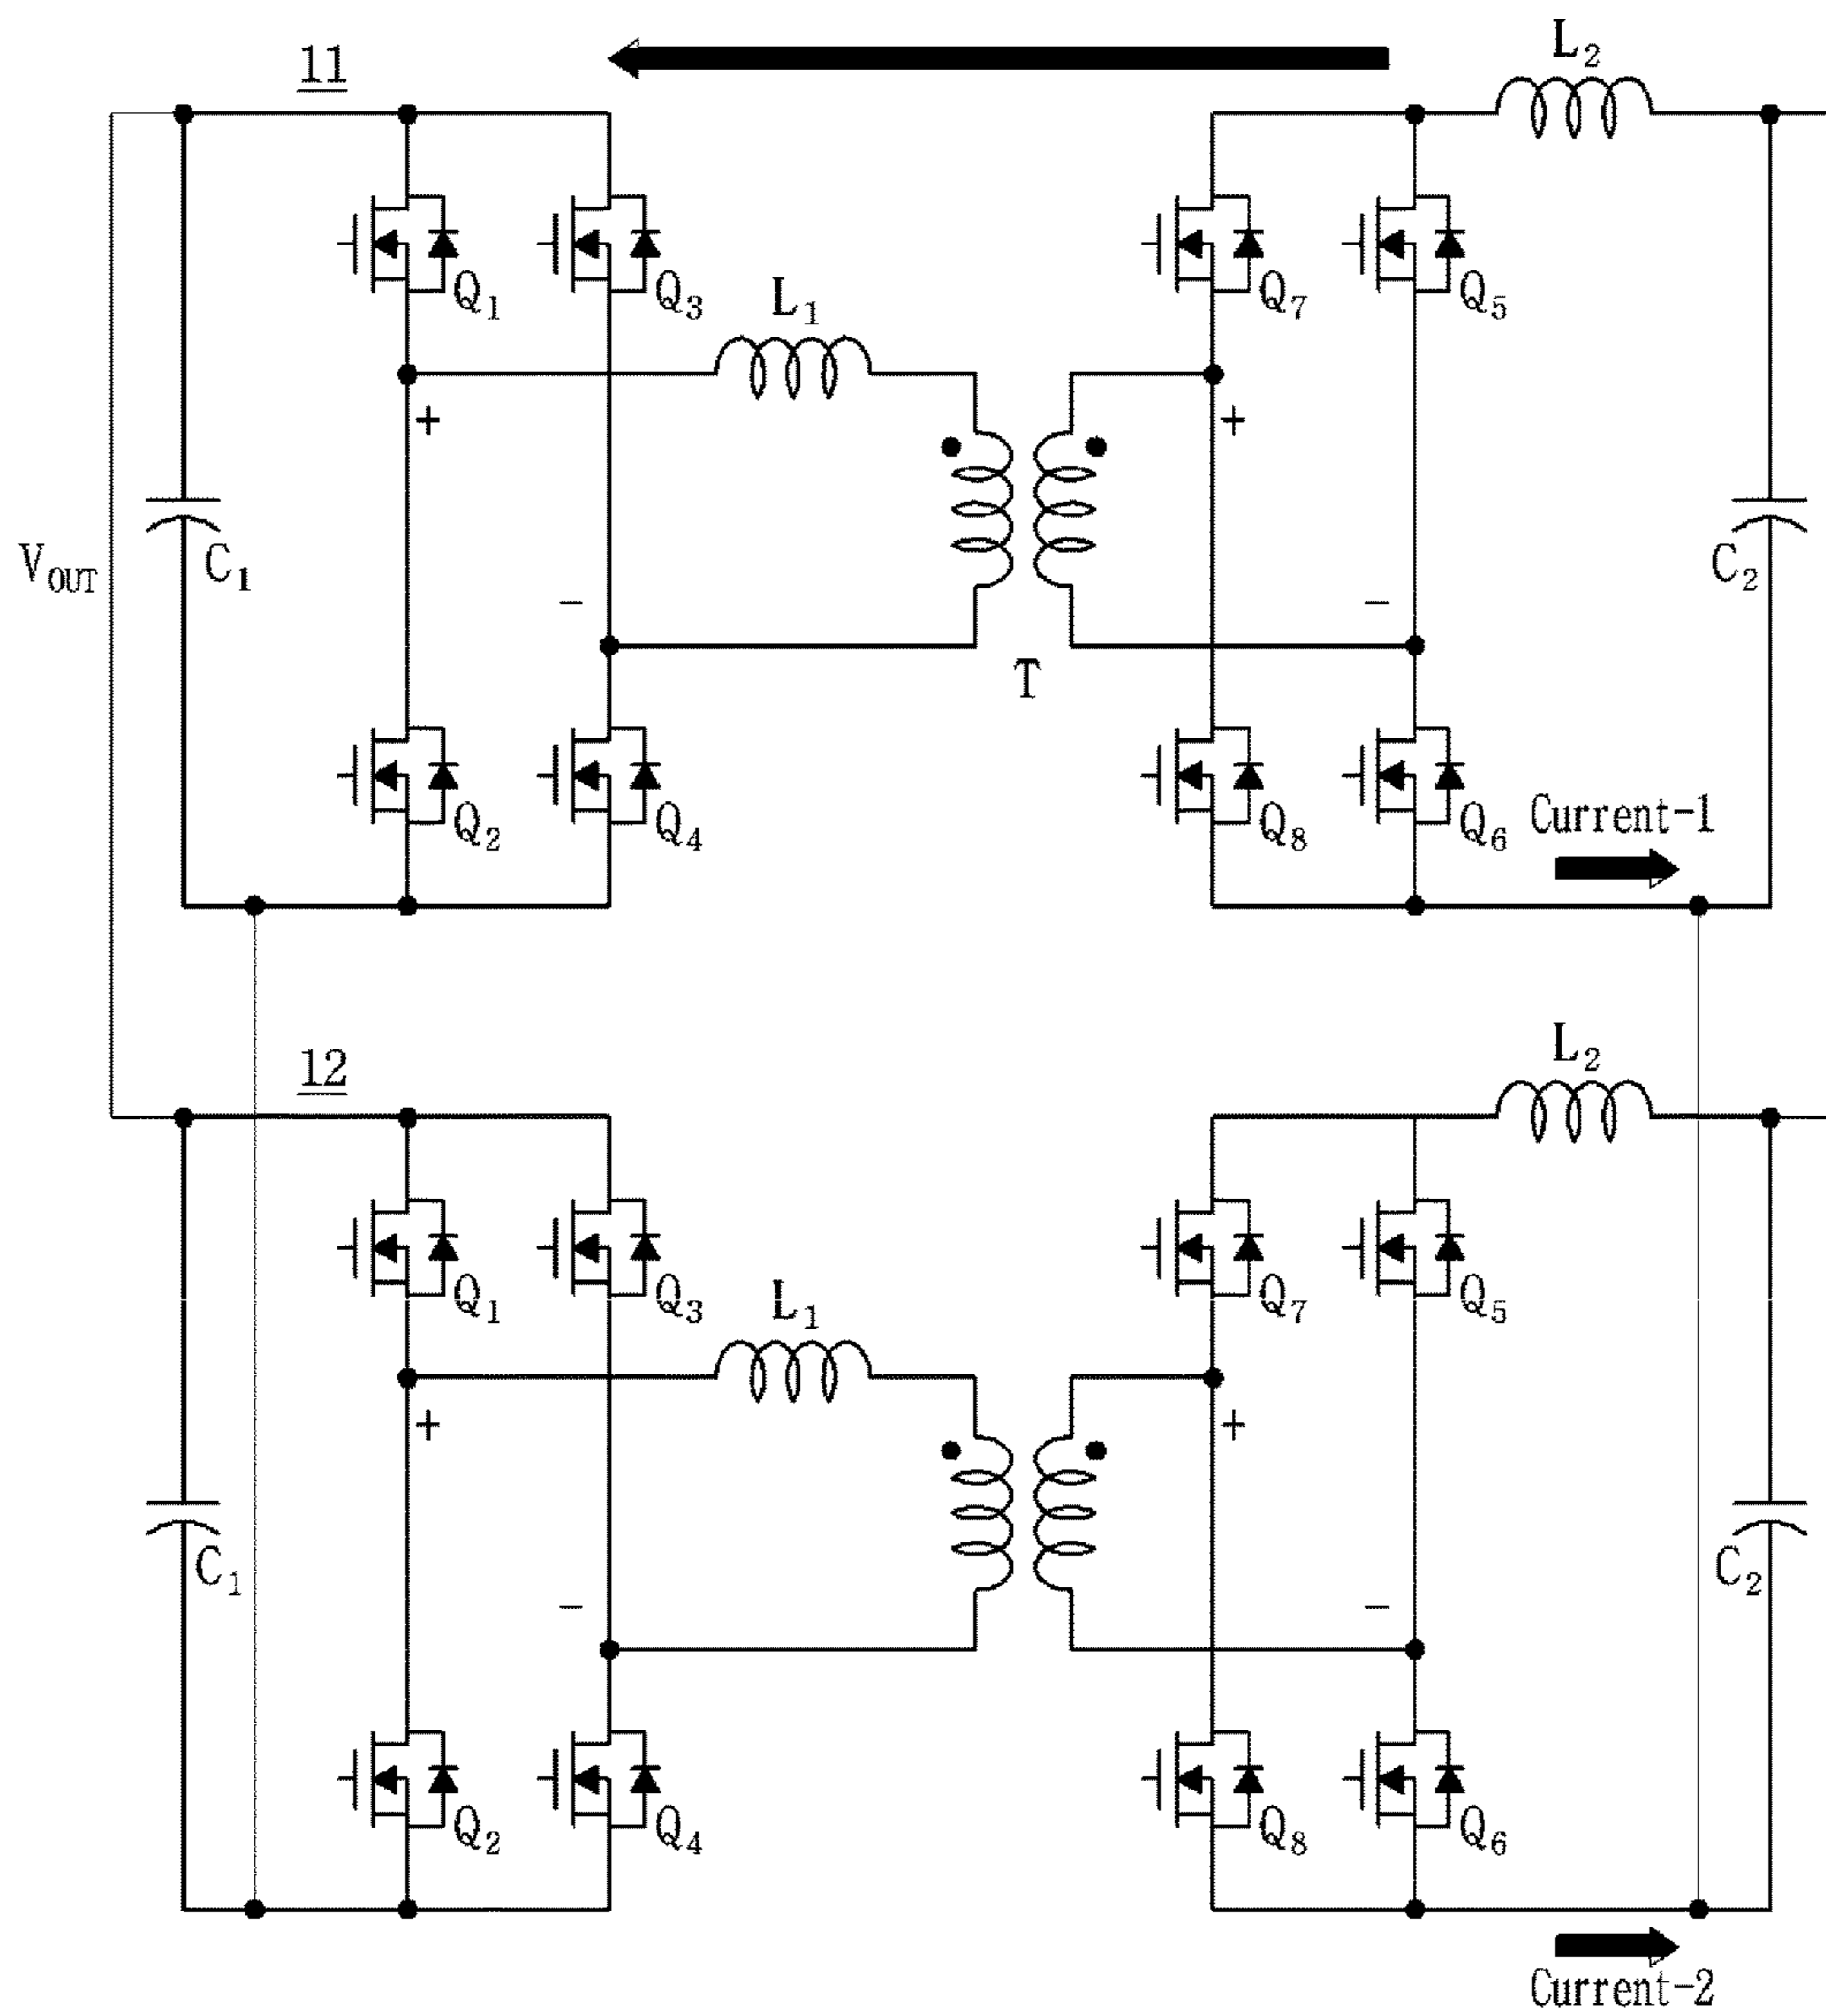 11
L₂
Q₁
Q₃
L₁
Q₇
Q₅
+
+
V_OUT
C₁
C₂
-
-
T
Q₂
Q₄
Q₈
Q₆
Current-1
12
L₂
Q₁
Q₃
L₁
Q₇
Q₅
+
+
C₁
C₂
-
-
Q₂
Q₄
Q₈
Q₆
Current-2